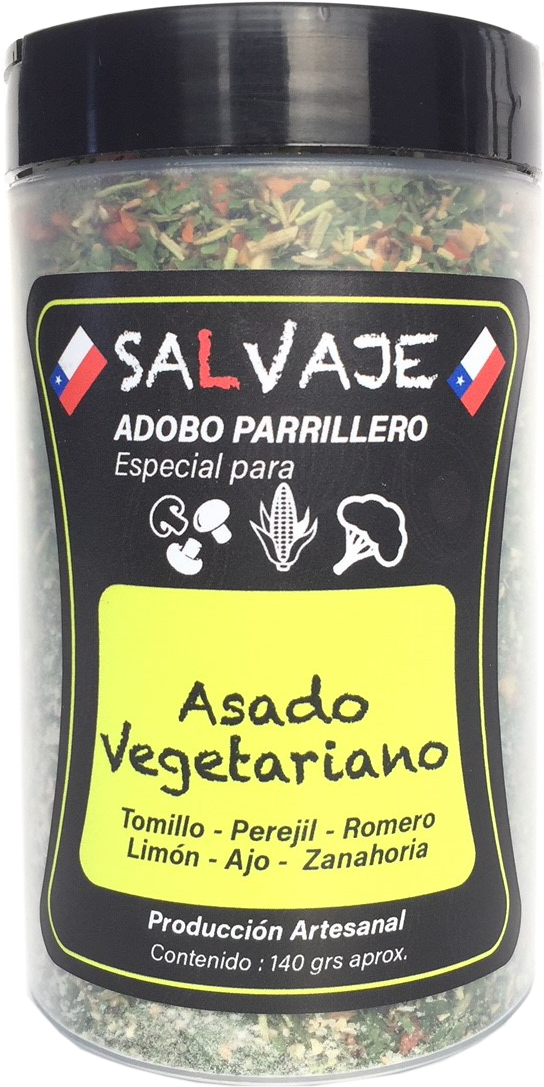 SALVAJE
ADOBO PARRILLERO
Especial para
Asado
Vegetariano
Tomillo - Perejil - Romero
Limón - Ajo - Zanahoria
Producción Artesanal
Contenido : 140 grs aprox.